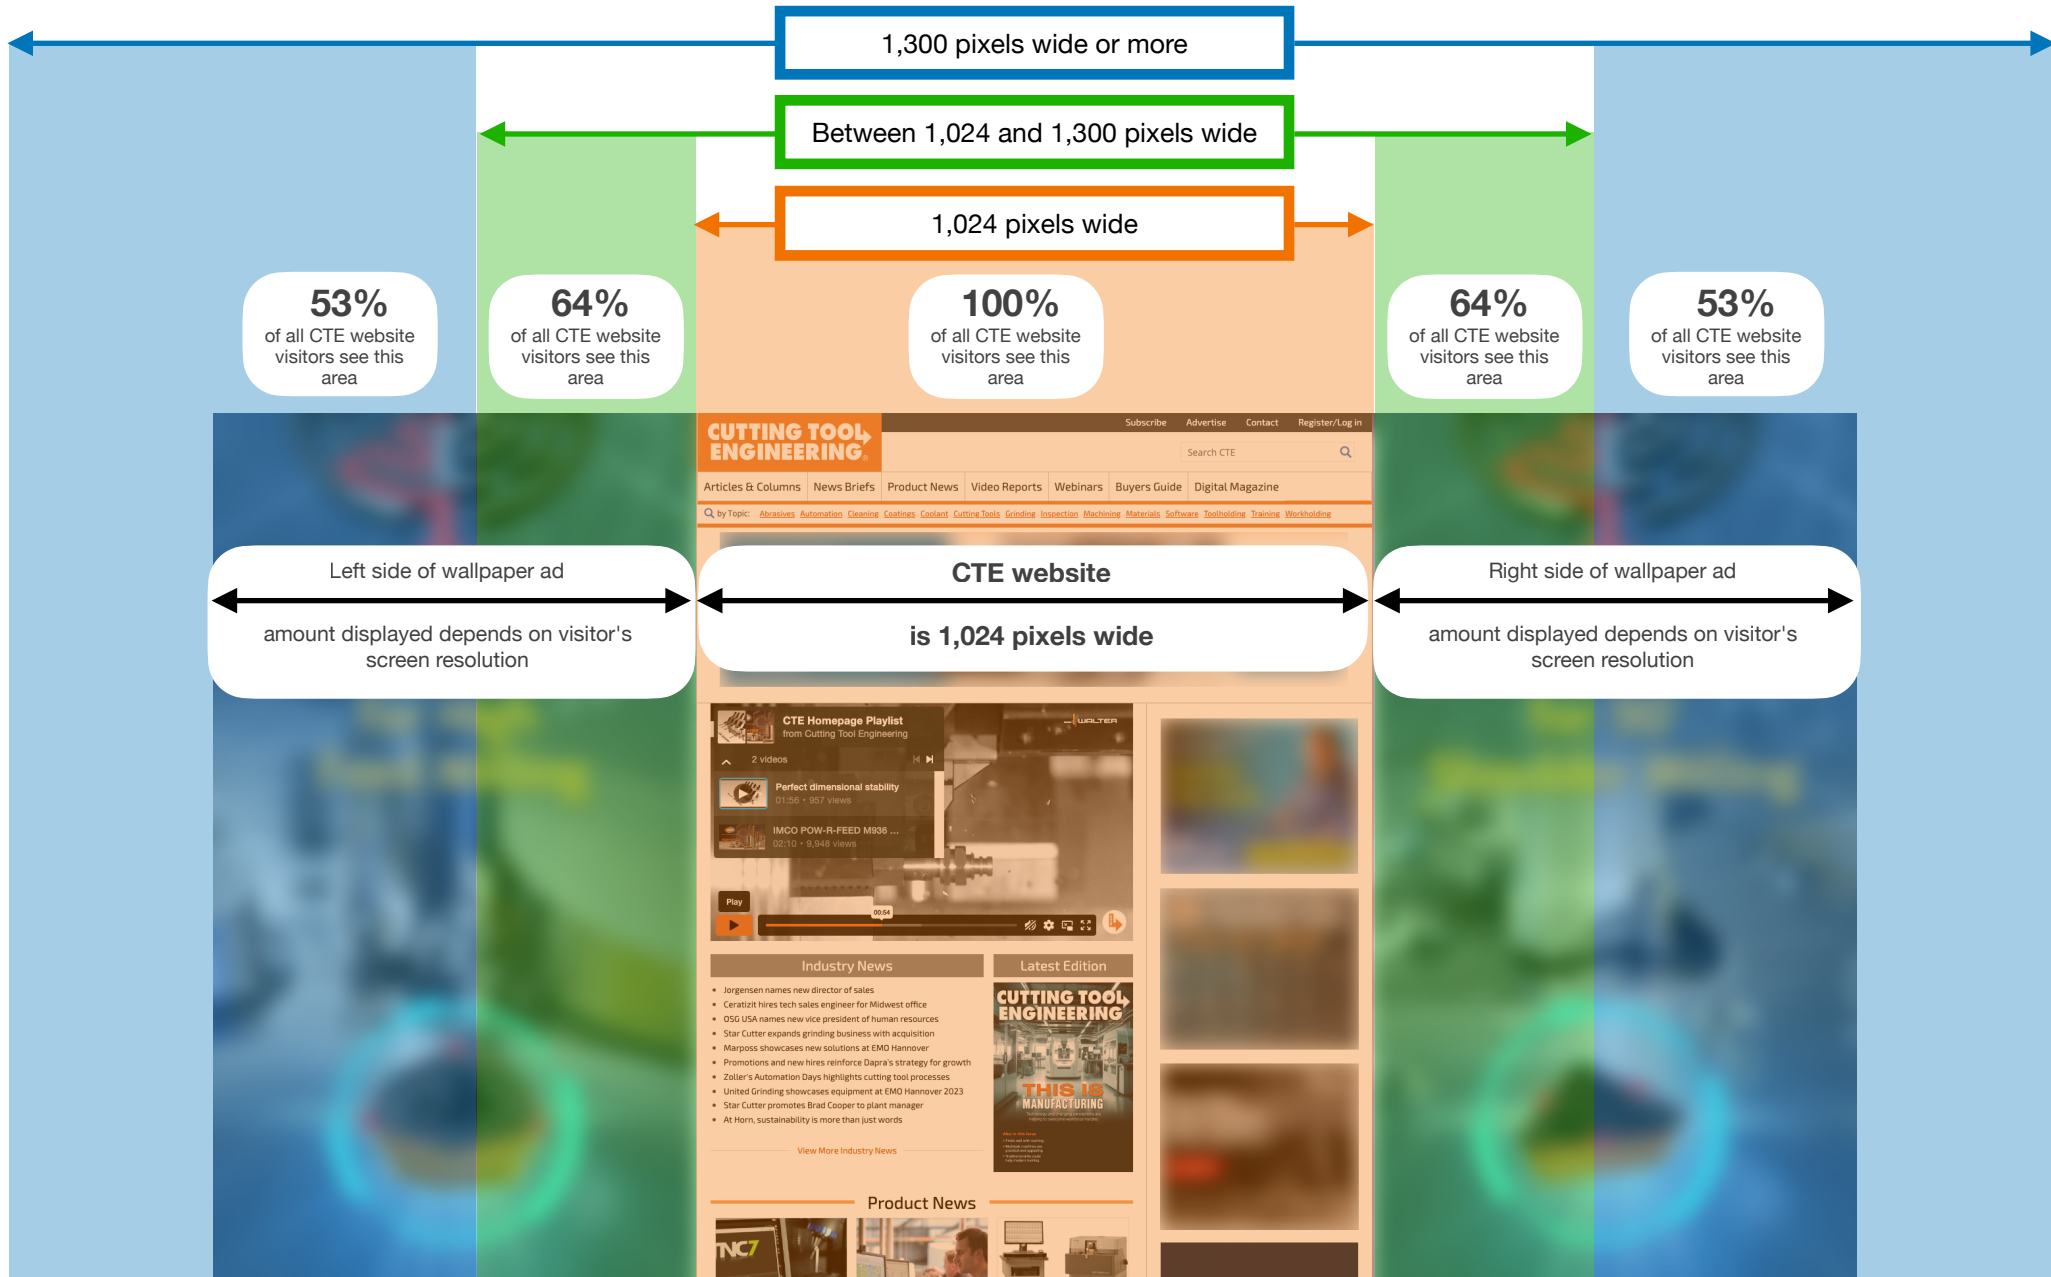 1,300 pixels wide or more
Between 1,024 and 1,300 pixels wide
1,024 pixels wide
53%
of all CTE website
visitors see this
area
64%
of all CTE website
visitors see this
area
100%
of all CTE website
visitors see this
area
64%
of all CTE website
visitors see this
area
53%
of all CTE website
visitors see this
area
CUTTING TOOL
ENGINEERING®
Subscribe Advertise Contact Register/Log in
Search CTE
Articles & Columns News Briefs Product News Video Reports Webinars Buyers Guide Digital Magazine
by Topic: Abrasives Automation Cleaning Coatings Coolant Cutting Tools Grinding Inspection Machining Materials Software Toolholding Training Workholding
Left side of wallpaper ad
amount displayed depends on visitor's
screen resolution
CTE website
is 1,024 pixels wide
Right side of wallpaper ad
amount displayed depends on visitor's
screen resolution
CTE Homepage Playlist
from Cutting Tool Engineering
WALTER
2 videos
Perfect dimensional stability
01:56 • 957 views
IMCO POW-R-FEED M936 ...
02:10 • 9,948 views
Play
00:54
Industry News
• Jorgensen names new director of sales
• Ceratizit hires tech sales engineer for Midwest office
• OSG USA names new vice president of human resources
• Star Cutter expands grinding business with acquisition
• Marposs showcases new solutions at EMO Hannover
• Promotions and new hires reinforce Dapra's strategy for growth
• Zoller's Automation Days highlights cutting tool processes
• United Grinding showcases equipment at EMO Hannover 2023
• Star Cutter promotes Brad Cooper to plant manager
• At Horn, sustainability is more than just words
View More Industry News
Latest Edition
CUTTING TOOL
ENGINEERING
THIS IS
MANUFACTURING
Product News
TNC7